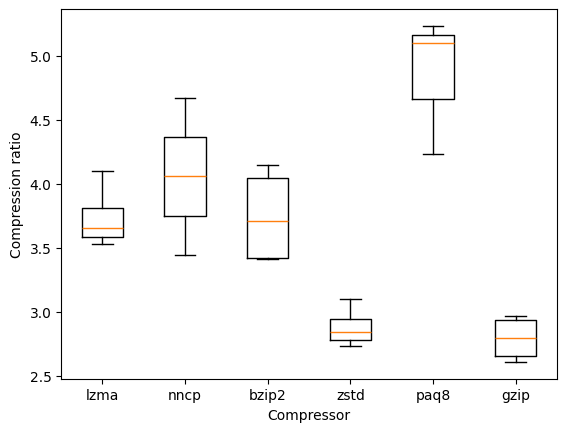 Compression ratio
5.0
4.5
4.0
3.5
3.0
2.5
lzma nncp bzip2 zstd paq8 gzip
Compressor